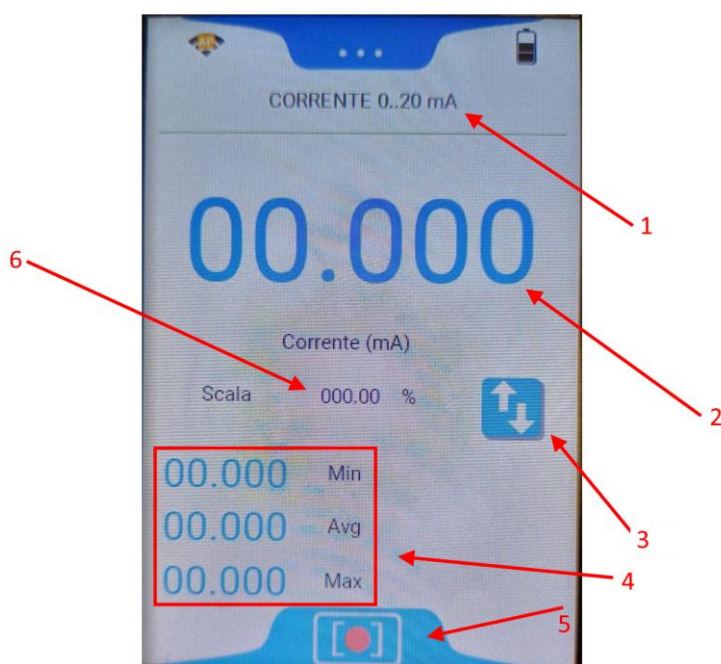 AP
CORRENTE 0..20 mA
1
00.000
6
Corrente (mA)
Scala 000.00 %
2
00.000 Min
3
00.000 Avg
4
00.000 Max
5